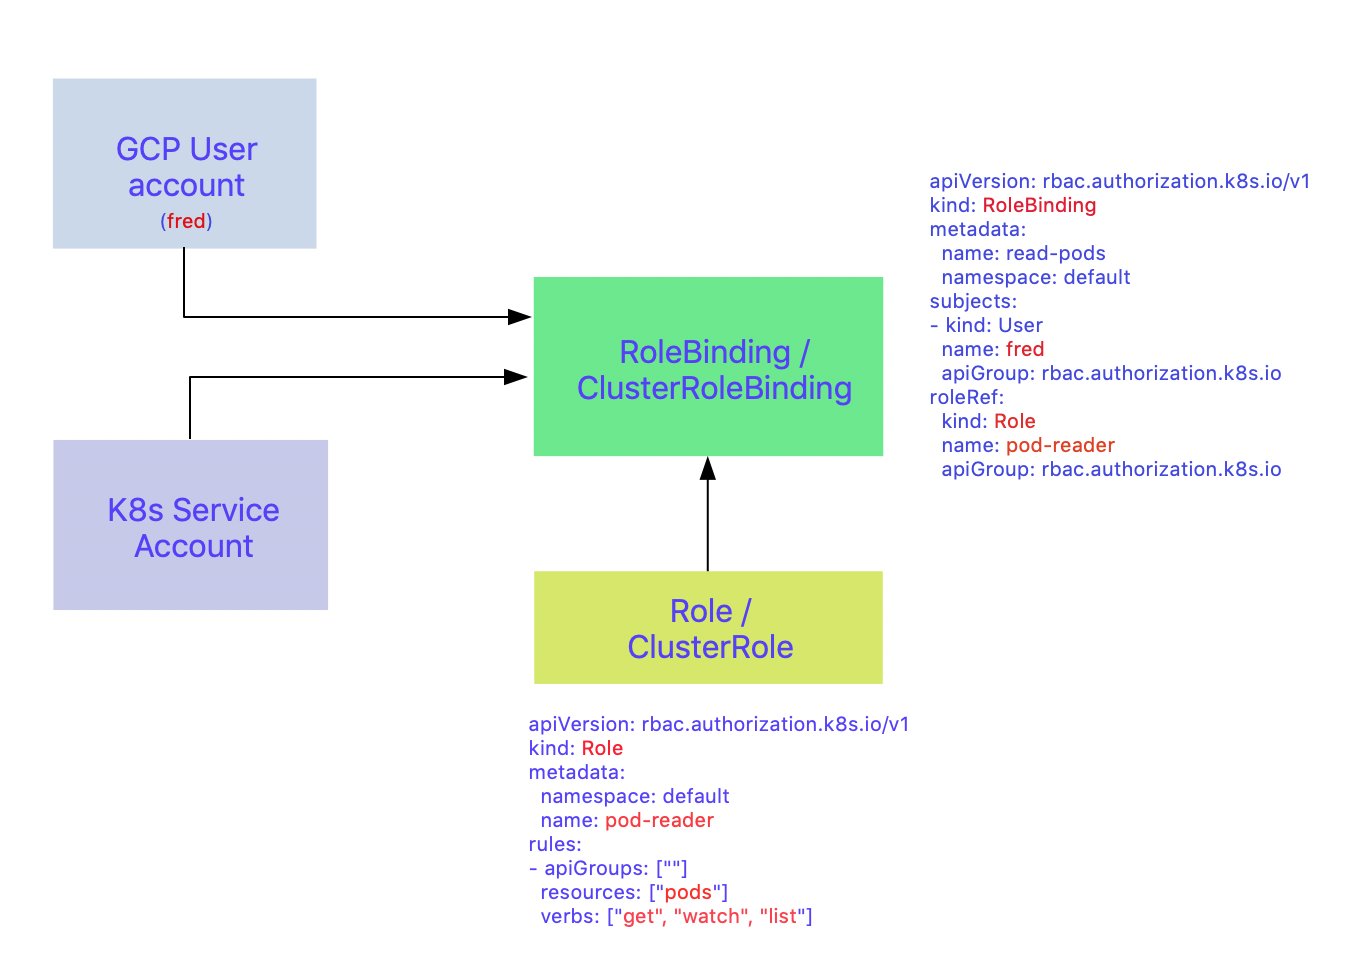 GCP User
account
(fred)
RoleBinding /
ClusterRoleBinding
K8s Service
Account
Role /
ClusterRole
apiVersion: rbac.authorization.k8s.io/v1
kind: RoleBinding
metadata:
  name: read-pods
  namespace: default
subjects:
- kind: User
  name: fred
  apiGroup: rbac.authorization.k8s.io
roleRef:
  kind: Role
  name: pod-reader
  apiGroup: rbac.authorization.k8s.io
apiVersion: rbac.authorization.k8s.io/v1
kind: Role
metadata:
  namespace: default
  name: pod-reader
rules:
- apiGroups: [""]
  resources: ["pods"]
  verbs: ["get", "watch", "list"]